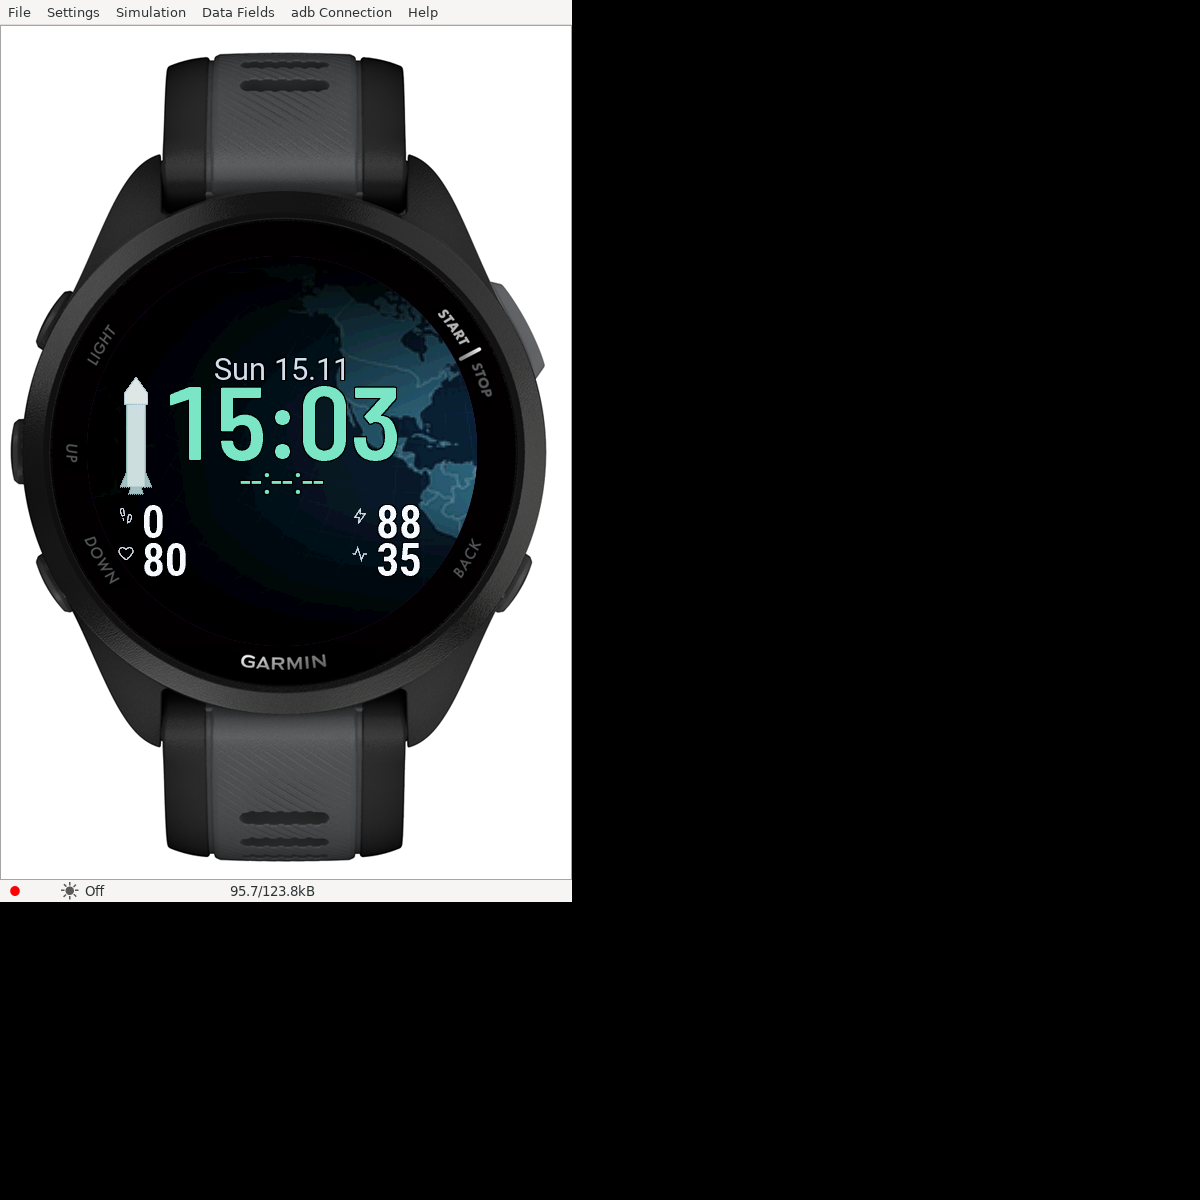 File Settings Simulation Data Fields adb Connection Help
START
STOP
LIGHT
Sun 15.11
15:03
UP
--:--:--
0 88
80 35
DOWN
BACK
GARMIN
Off 95.7/123.8kB